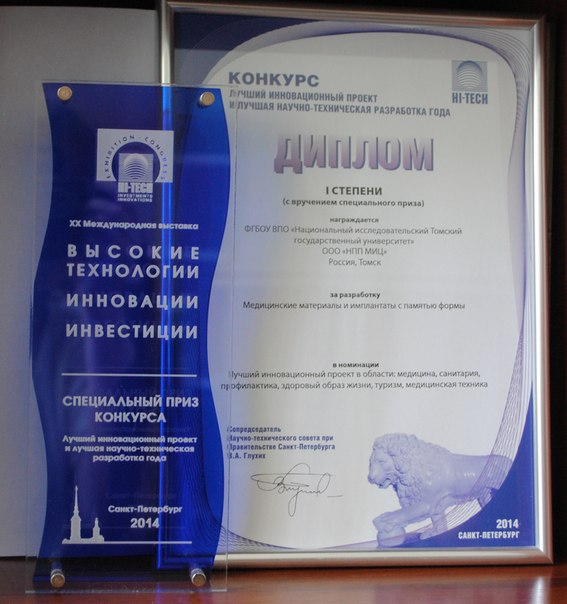 EXHIBITION - CONGRESS
HI-TECH
INVESTMENTS
INNOVATIONS
XX Международная выставка
ВЫСОКИЕ
ТЕХНОЛОГИИ
ИННОВАЦИИ
ИНВЕСТИЦИИ
СПЕЦИАЛЬНЫЙ ПРИЗ
КОНКУРСА
Лучший инновационный проект
и лучшая научно-техническая
разработка года
Санкт-Петербург
2014
КОНКУРС
ЛУЧШИЙ ИННОВАЦИОННЫЙ ПРОЕКТ
И ЛУЧШАЯ НАУЧНО-ТЕХНИЧЕСКАЯ РАЗРАБОТКА ГОДА
HI-TECH
ДИПЛОМ
I СТЕПЕНИ
(с вручением специального приза)
награждается
ФГБОУ ВПО «Национальный исследовательский Томский
государственный университет»
ООО «НПП МИЦ»
Россия, Томск
за разработку
Медицинские материалы и имплантаты с памятью формы
в номинации
Лучший инновационный проект в области: медицина, санитария,
профилактика, здоровый образ жизни, туризм, медицинская техника
Сопредседатель
Научно-технического совета при
Правительстве Санкт-Петербурга
В.А. Глухих
2014
САНКТ-ПЕТЕРБУРГ